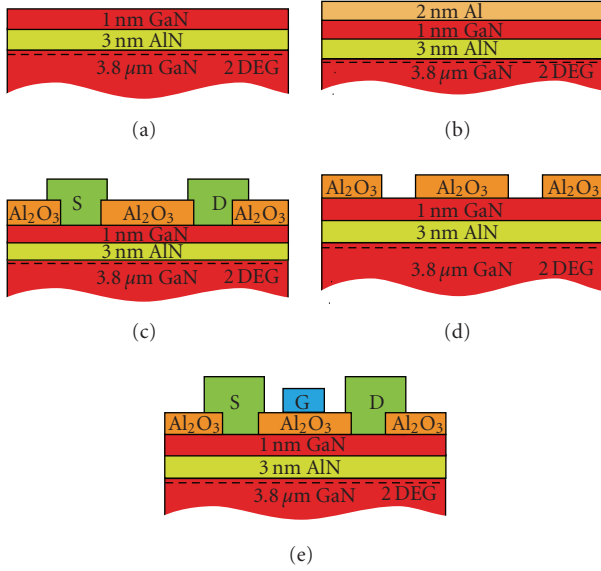 1 nm GaN
3 nm AlN
3.8 μm GaN 2 DEG
(a)
2 nm Al
1 nm GaN
3 nm AlN
3.8 μm GaN 2 DEG
(b)
S D
Al2O3 Al2O3 Al2O3
1 nm GaN
3 nm AlN
3.8 μm GaN 2 DEG
(c)
Al2O3 Al2O3 Al2O3
1 nm GaN
3 nm AlN
3.8 μm GaN 2 DEG
(d)
S G D
Al2O3 Al2O3 Al2O3
1 nm GaN
3 nm AlN
3.8 μm GaN 2 DEG
(e)